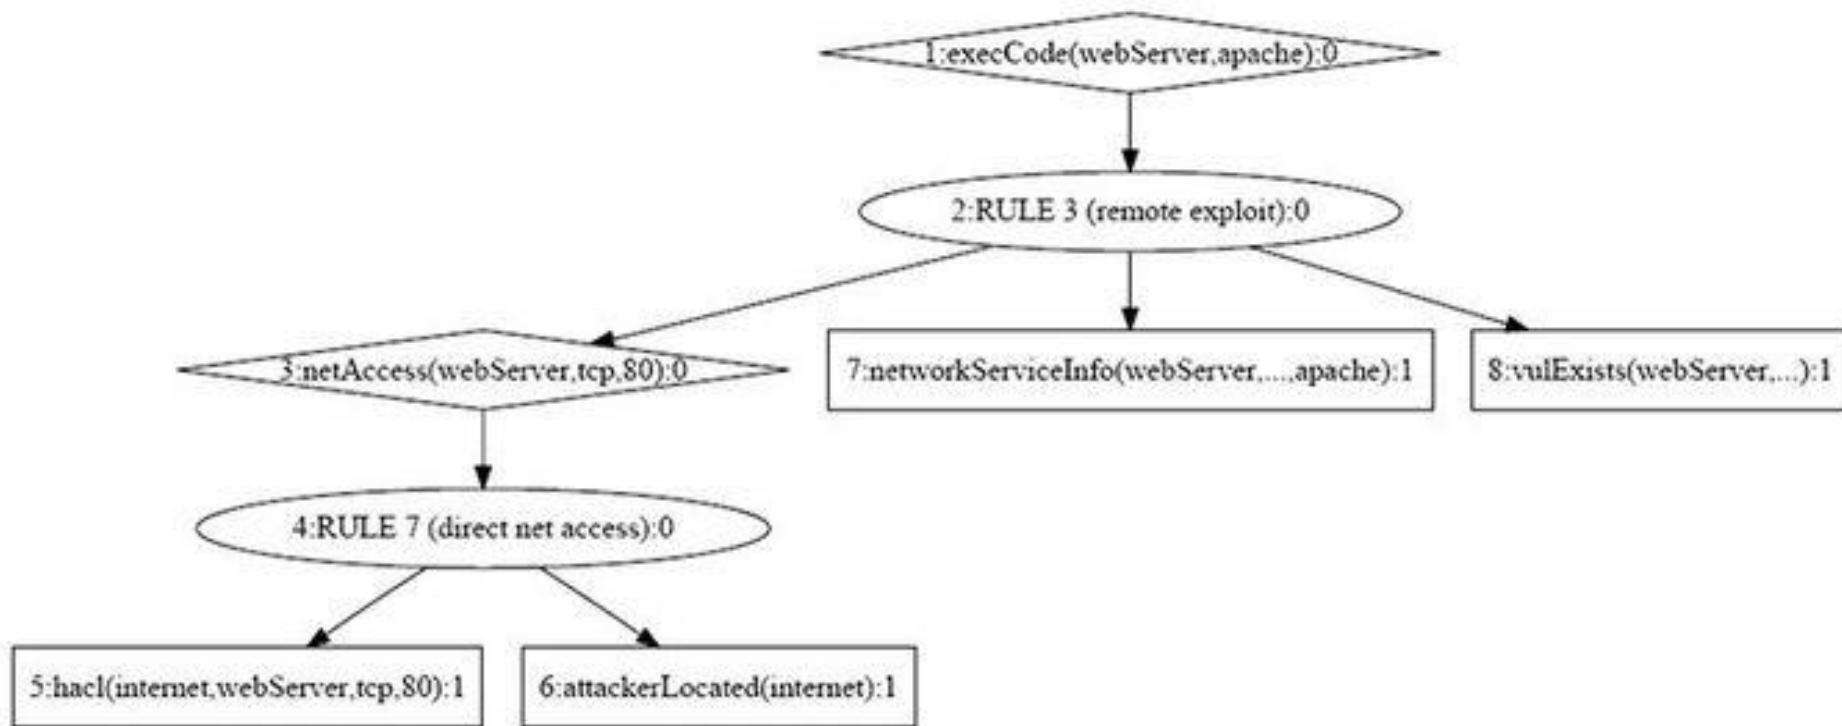 1:execCode(webServer,apache):0
2:RULE 3 (remote exploit):0
3:netAccess(webServer,tcp,80):0
7:networkServiceInfo(webServer,...,apache):1
8:vulExists(webServer,...):1
4:RULE 7 (direct net access):0
5:hacl(internet,webServer,tcp,80):1
6:attackerLocated(internet):1